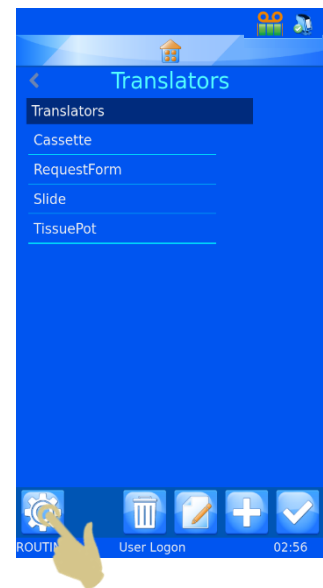 Translators
Translators
Cassette
RequestForm
Slide
TissuePot
User Logon 02:56